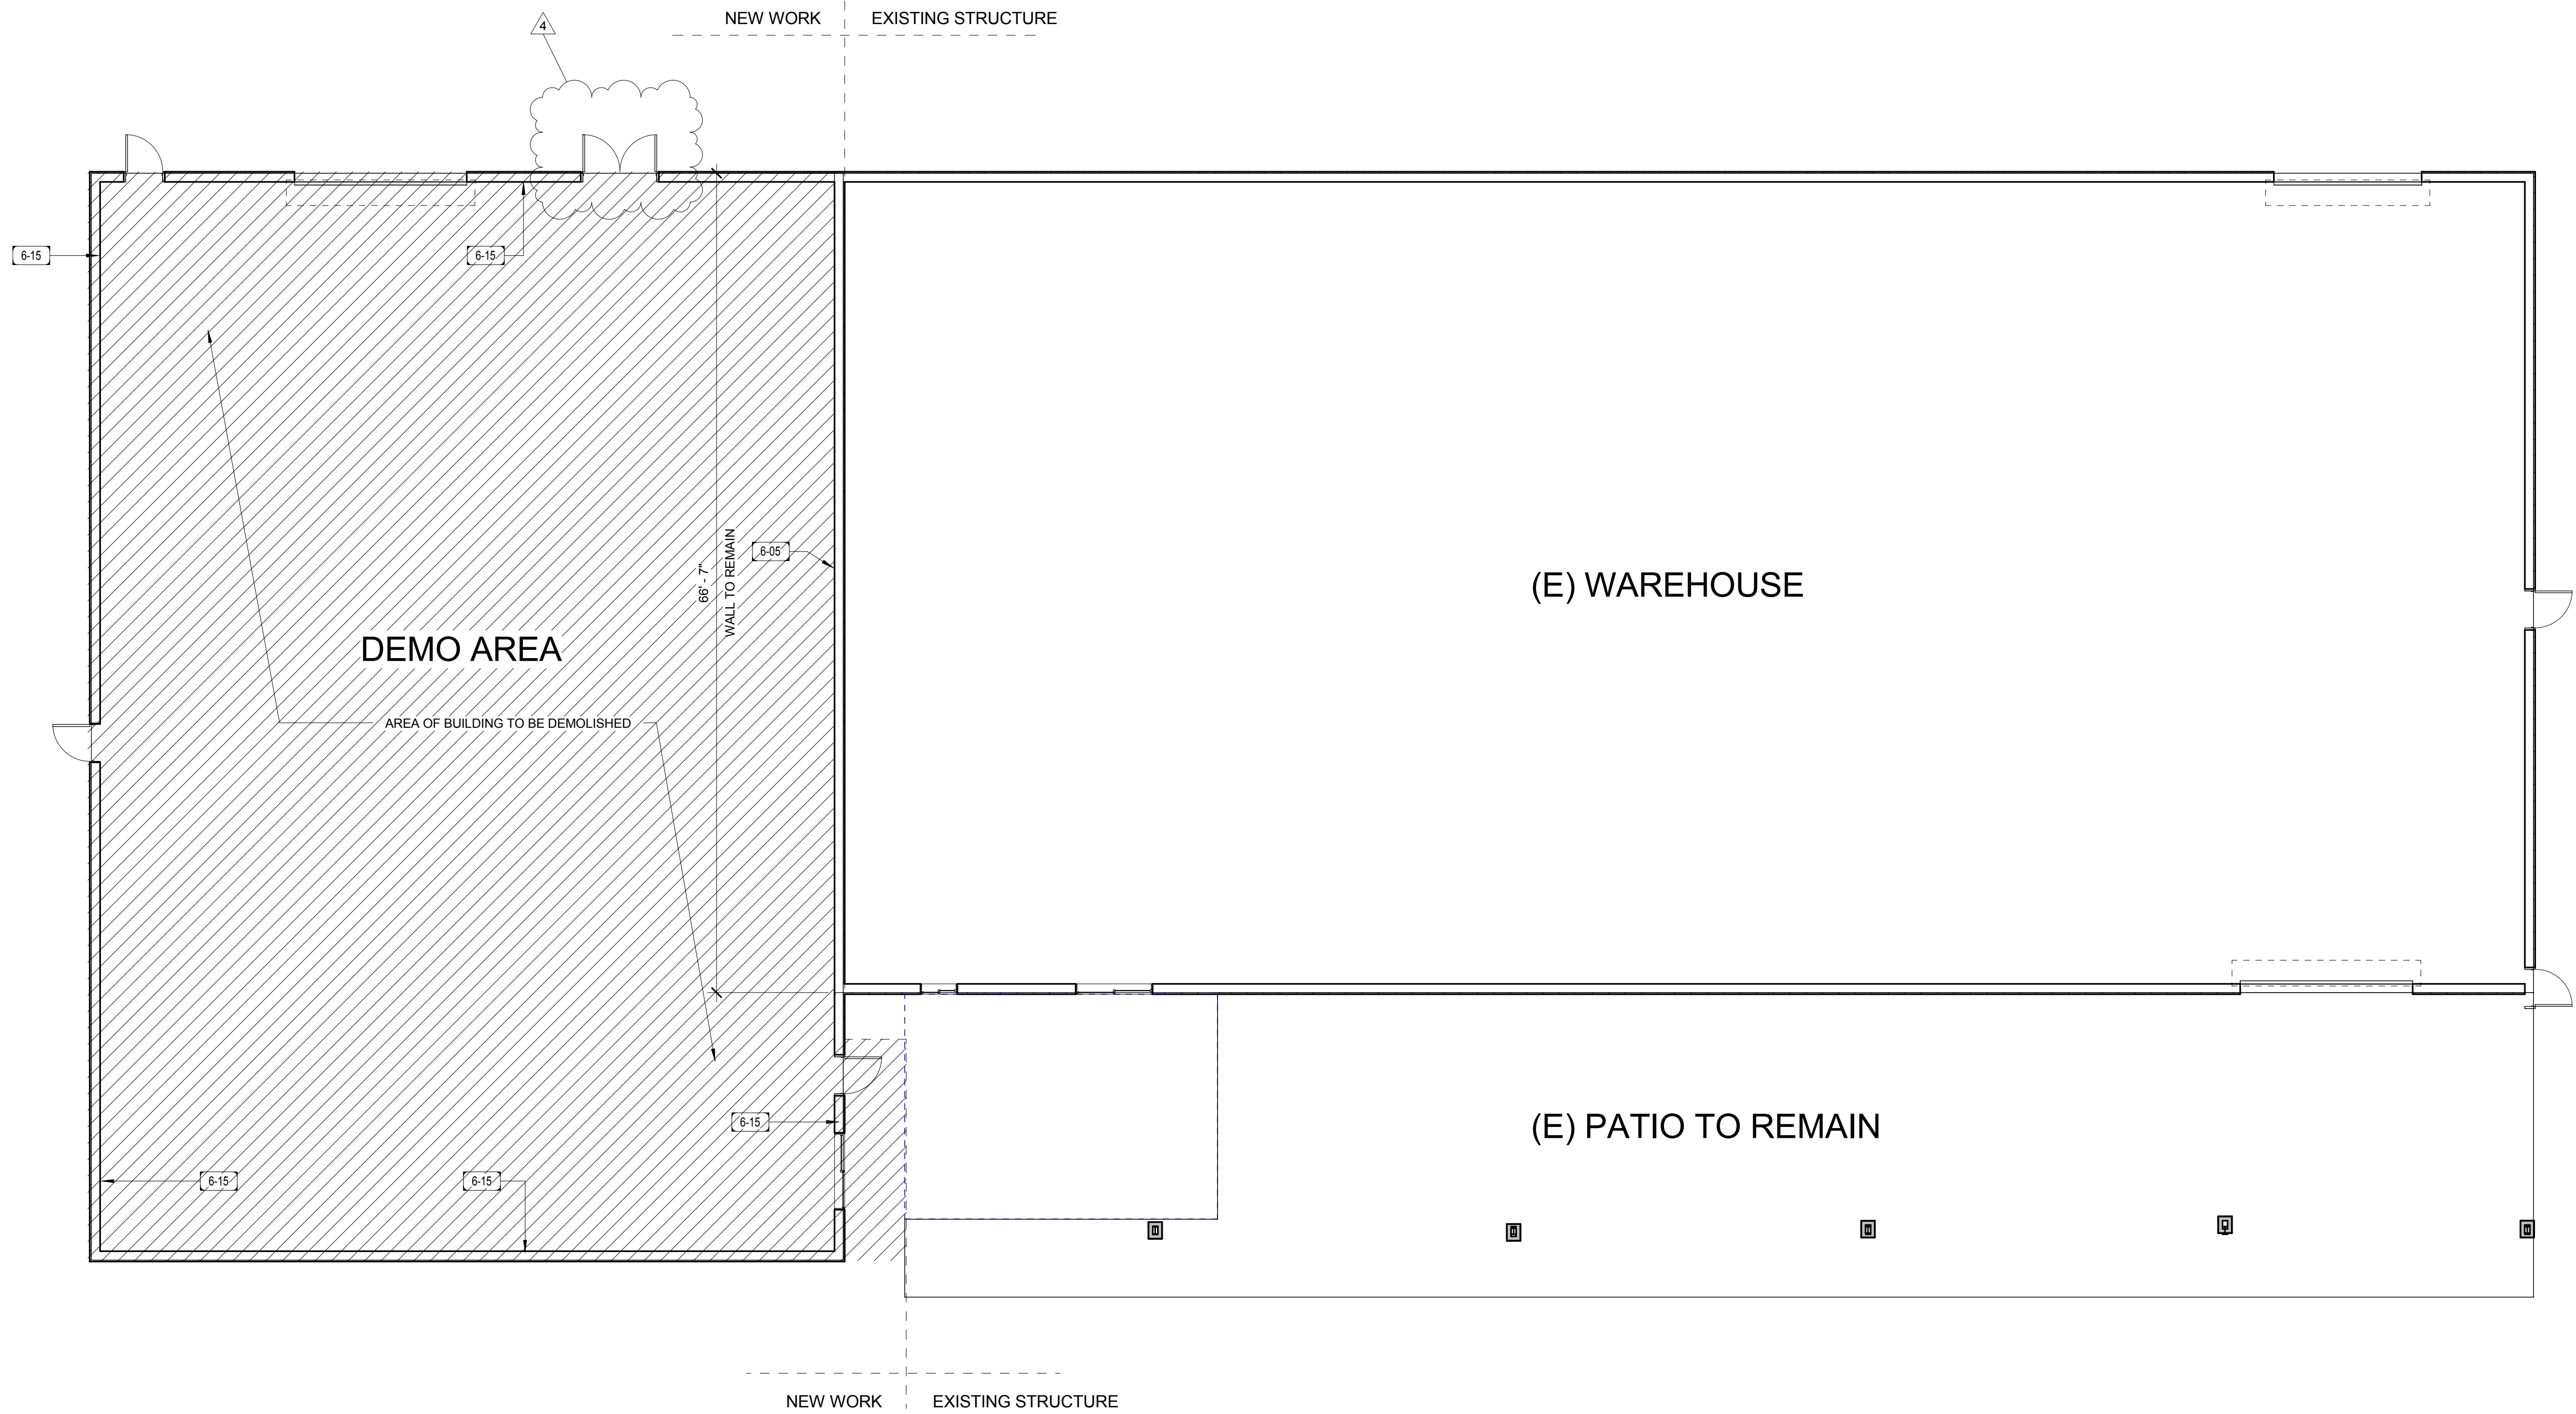 NEW WORK
EXISTING STRUCTURE
4
6-15
6-15
6-05
66' - 7"
WALL TO REMAIN
(E) WAREHOUSE
DEMO AREA
AREA OF BUILDING TO BE DEMOLISHED
6-15
(E) PATIO TO REMAIN
6-15
6-15
NEW WORK
EXISTING STRUCTURE